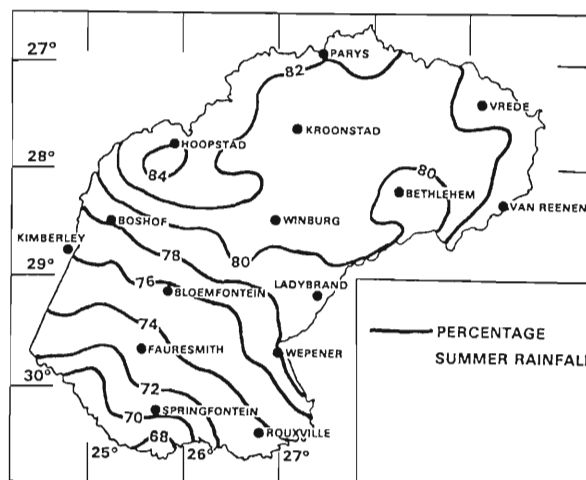 27°
PARYS
82
VREDE
KROONSTAD
HOOPSTAD
28°
84
80
BETHLEHEM
VAN REENEN
BOSHOF
WINBURG
KIMBERLEY
78
80
29°
76
LADYBRAND
BLOEMFONTEIN
74
PERCENTAGE
SUMMER RAINFALL
FAURESMITH
WEPENER
30°
72
SPRINGFONTEIN
70
68
ROUXVILLE
25°
26°
27°